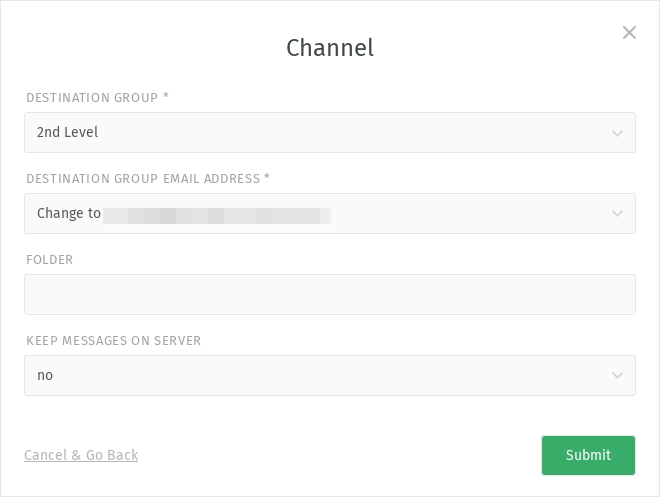 Channel
DESTINATION GROUP *
2nd Level
DESTINATION GROUP EMAIL ADDRESS *
Change to
FOLDER
KEEP MESSAGES ON SERVER
no
Cancel & Go Back
Submit